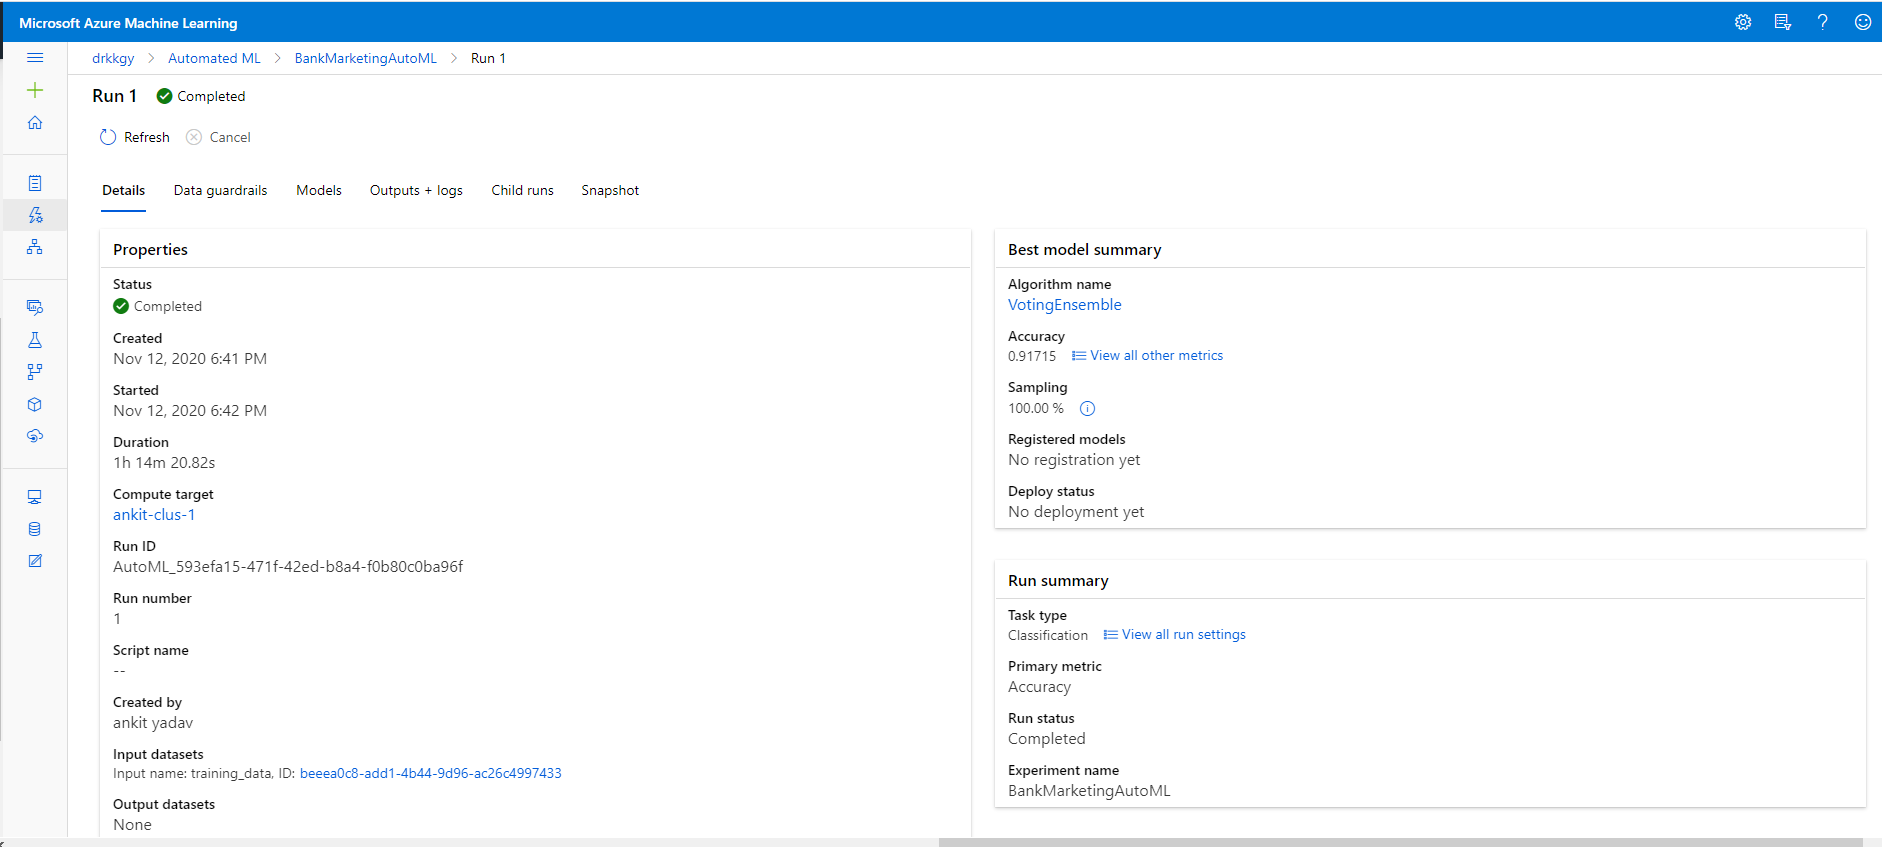 Microsoft Azure Machine Learning
drkkgy > Automated ML > BankMarketingAutoML > Run 1
Run 1 Completed
Refresh Cancel
Details Data guardrails Models Outputs + logs Child runs Snapshot
Properties
Status
Completed
Created
Nov 12, 2020 6:41 PM
Started
Nov 12, 2020 6:42 PM
Duration
1h 14m 20.82s
Compute target
ankit-clus-1
Run ID
AutoML_593efa15-471f-42ed-b8a4-f0b80c0ba96f
Run number
1
Script name
--
Created by
ankit yadav
Input datasets
Input name: training_data, ID: beeea0c8-add1-4b44-9d96-ac26c4997433
Output datasets
None
Best model summary
Algorithm name
VotingEnsemble
Accuracy
0.91715 View all other metrics
Sampling
100.00 %
Registered models
No registration yet
Deploy status
No deployment yet
Run summary
Task type
Classification View all run settings
Primary metric
Accuracy
Run status
Completed
Experiment name
BankMarketingAutoML